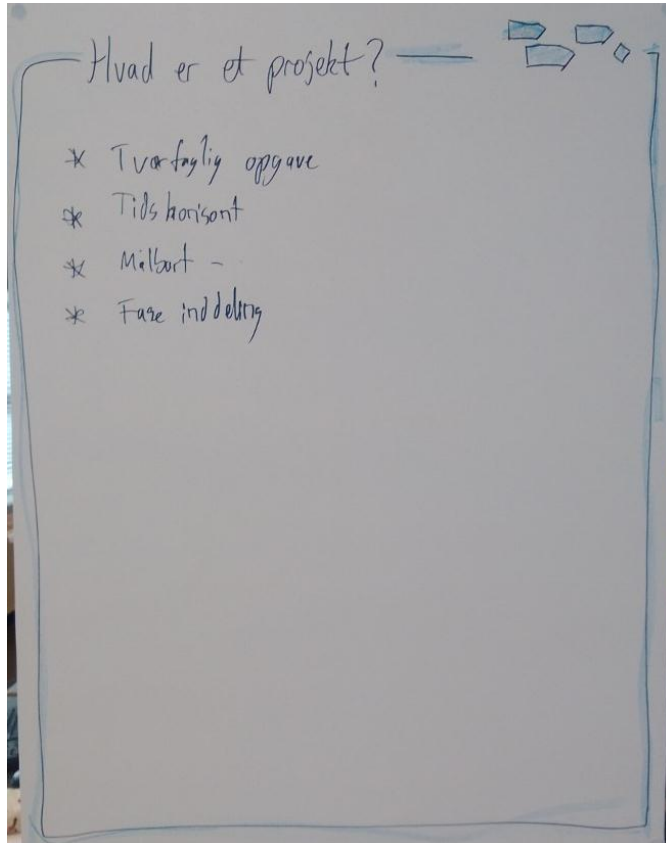 Hvad er et projekt?
* Tværfaglig opgave
* Tidshorisont
* Målbart -
* Fase inddeling